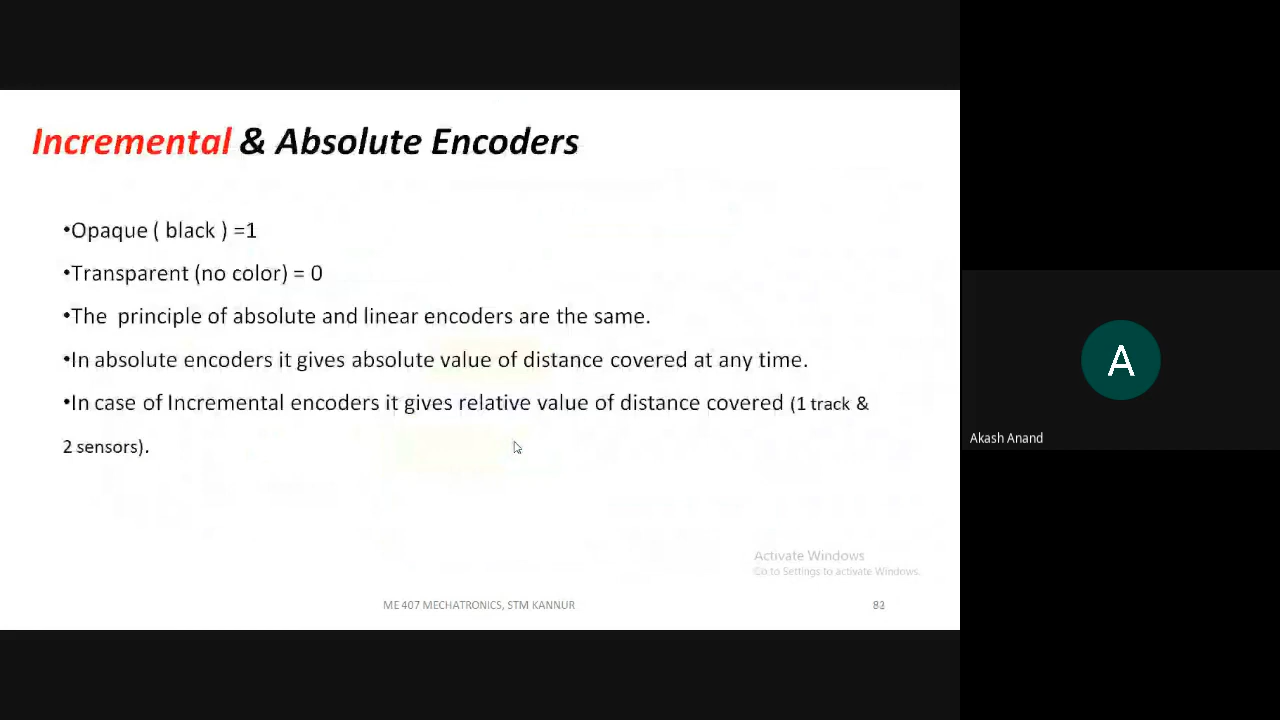 Incremental & Absolute Encoders
•Opaque ( black ) =1
•Transparent (no color) = 0
•The principle of absolute and linear encoders are the same.
•In absolute encoders it gives absolute value of distance covered at any time.
•In case of Incremental encoders it gives relative value of distance covered (1 track &
2 sensors).
Activate Windows
Go to Settings to activate Windows.
ME 407 MECHATRONICS, STM KANNUR
A
Akash Anand